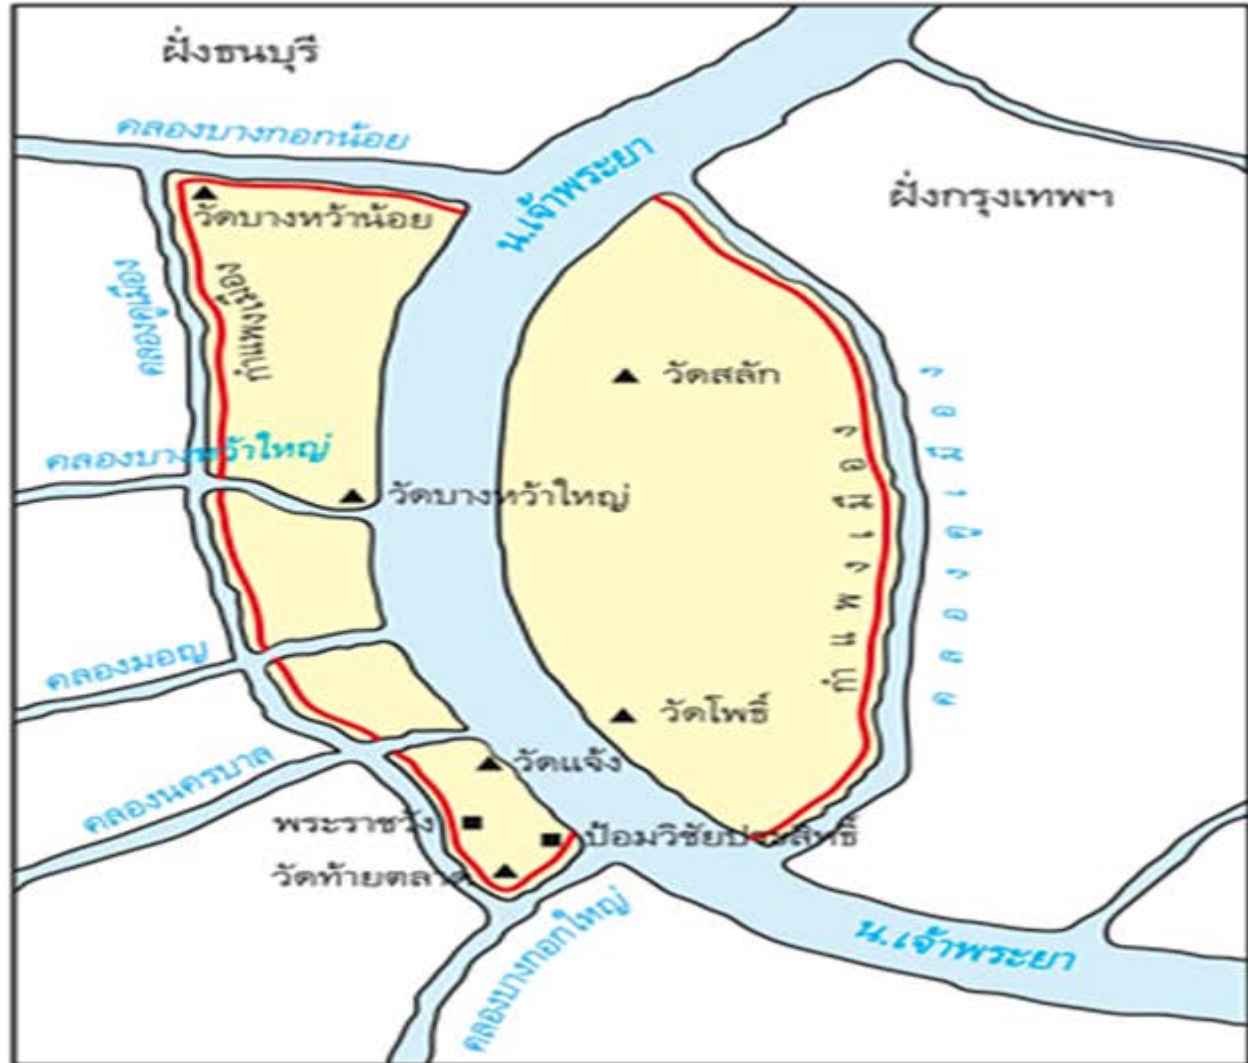 ฝั่งธนบุรี
คลองบางกอกน้อย
น.เจ้าพระยา
ฝั่งกรุงเทพฯ
วัดบางหว้าน้อย
คลองคูเมือง
กำแพงเมือง
วัดสลัก
คลองบางหว้าใหญ่
วัดบางหว้าใหญ่
กำแพงเมือง
คลองคูเมือง
คลองมอญ
วัดโพธิ์
คลองนครบาล
วัดแจ้ง
พระราชวัง
ป้อมวิชัยประสิทธิ์
วัดท้ายตลาด
คลองบางกอกใหญ่
น.เจ้าพระยา